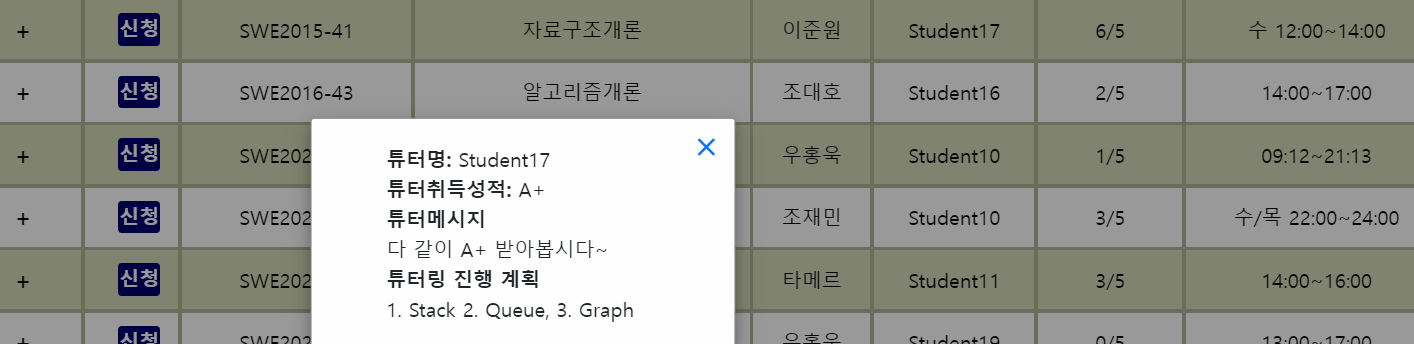 + 신청 SWE2015-41 자료구조개론 이준원 Student17 6/5 수 12:00~14:00
+ 신청 SWE2016-43 알고리즘개론 조대호 Student16 2/5 14:00~17:00
+ 신청 SWE202 우홍욱 Student10 1/5 09:12~21:13
+ 신청 SWE202 조재민 Student10 3/5 수/목 22:00~24:00
+ 신청 SWE202 타메르 Student11 3/5 14:00~16:00
+ 신청 SWE202 우홍욱 Student19 0/5 13:00~17:00
튜터명: Student17
튜터취득성적: A+
튜터메시지
다 같이 A+ 받아봅시다~
튜터링 진행 계획
1. Stack 2. Queue, 3. Graph